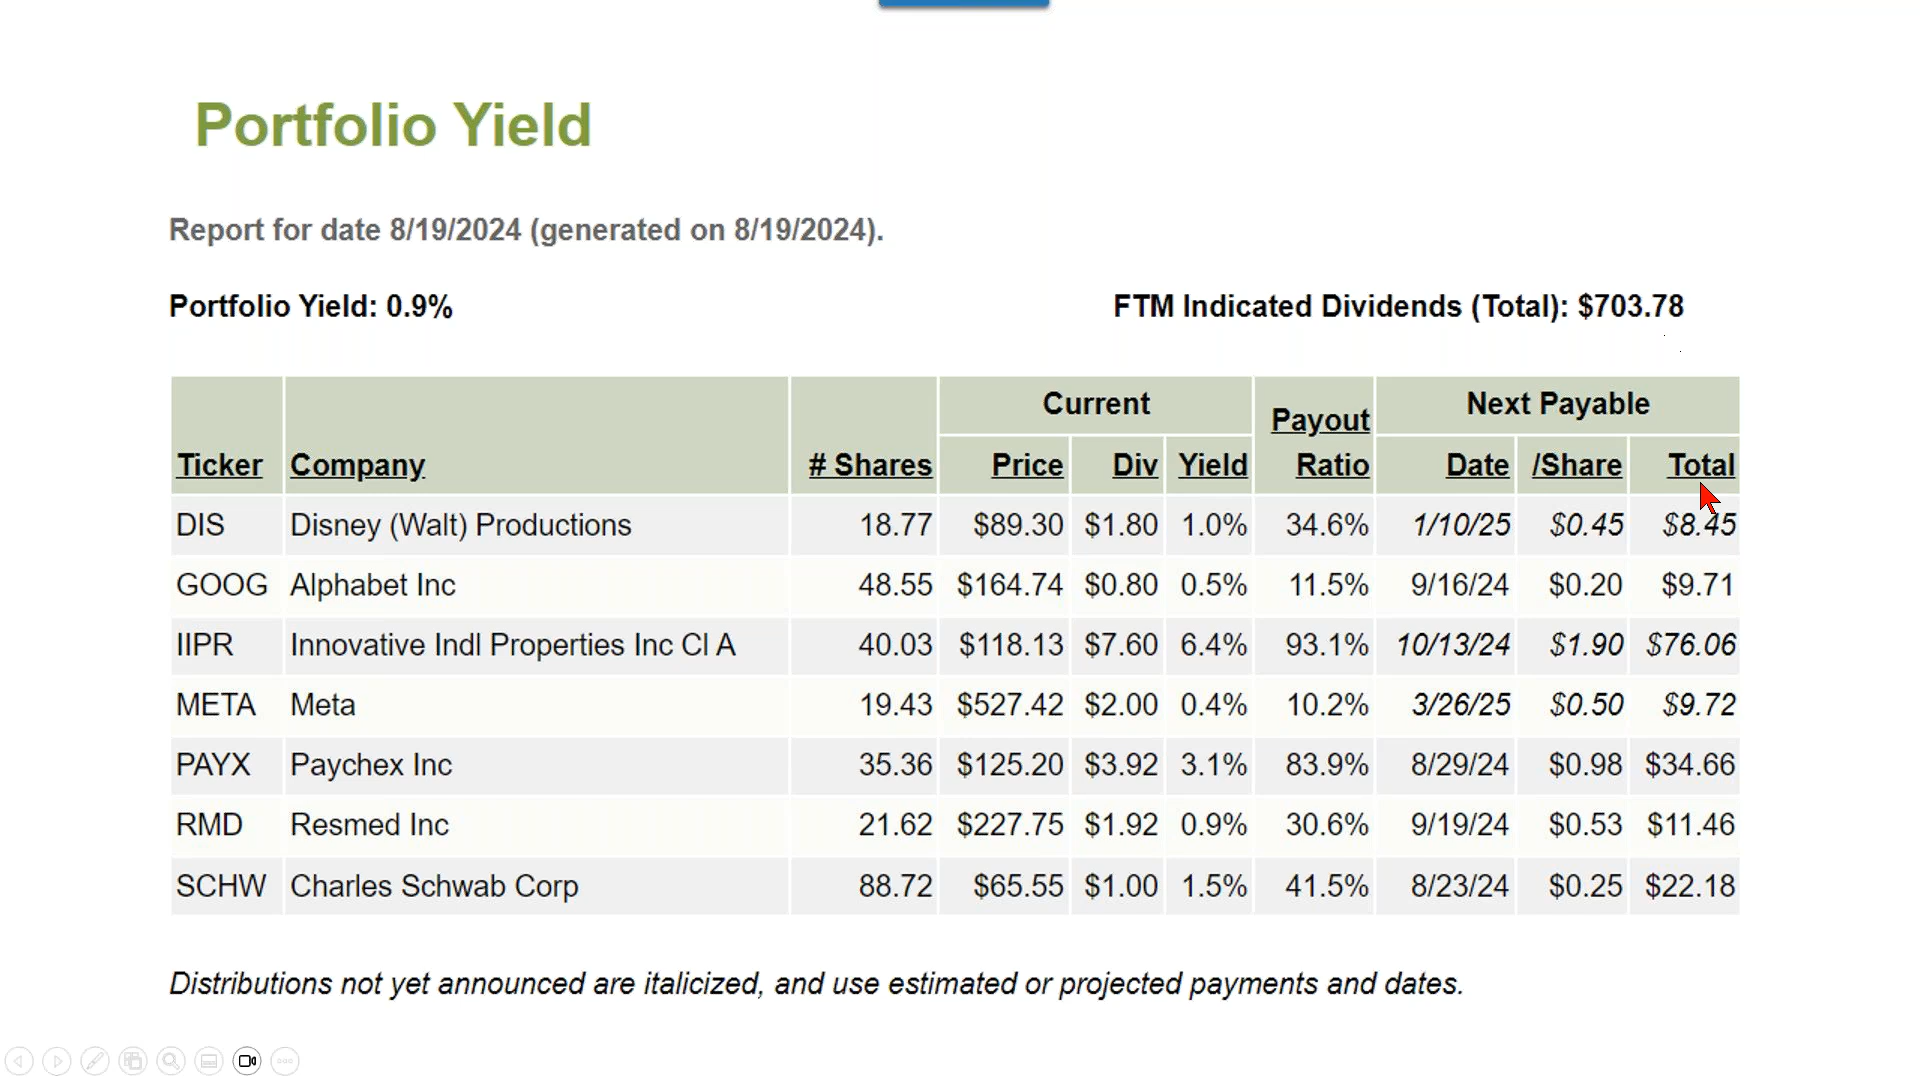 Portfolio Yield
Report for date 8/19/2024 (generated on 8/19/2024).
Portfolio Yield: 0.9% FTM Indicated Dividends (Total): $703.78
Current Payout Next Payable
Ticker Company # Shares Price Div Yield Ratio Date /Share Total
DIS Disney (Walt) Productions 18.77 $89.30 $1.80 1.0% 34.6% 1/10/25 $0.45 $8.45
GOOG Alphabet Inc 48.55 $164.74 $0.80 0.5% 11.5% 9/16/24 $0.20 $9.71
IIPR Innovative Indl Properties Inc Cl A 40.03 $118.13 $7.60 6.4% 93.1% 10/13/24 $1.90 $76.06
META Meta 19.43 $527.42 $2.00 0.4% 10.2% 3/26/25 $0.50 $9.72
PAYX Paychex Inc 35.36 $125.20 $3.92 3.1% 83.9% 8/29/24 $0.98 $34.66
RMD Resmed Inc 21.62 $227.75 $1.92 0.9% 30.6% 9/19/24 $0.53 $11.46
SCHW Charles Schwab Corp 88.72 $65.55 $1.00 1.5% 41.5% 8/23/24 $0.25 $22.18
Distributions not yet announced are italicized, and use estimated or projected payments and dates.